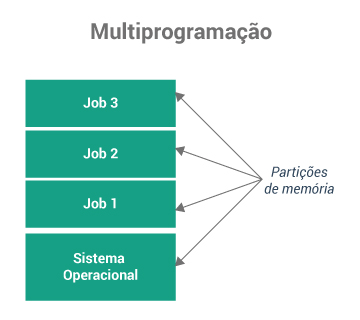 Multiprogramação
Job 3
Job 2
Job 1
Sistema
Operacional
Partições
de memória